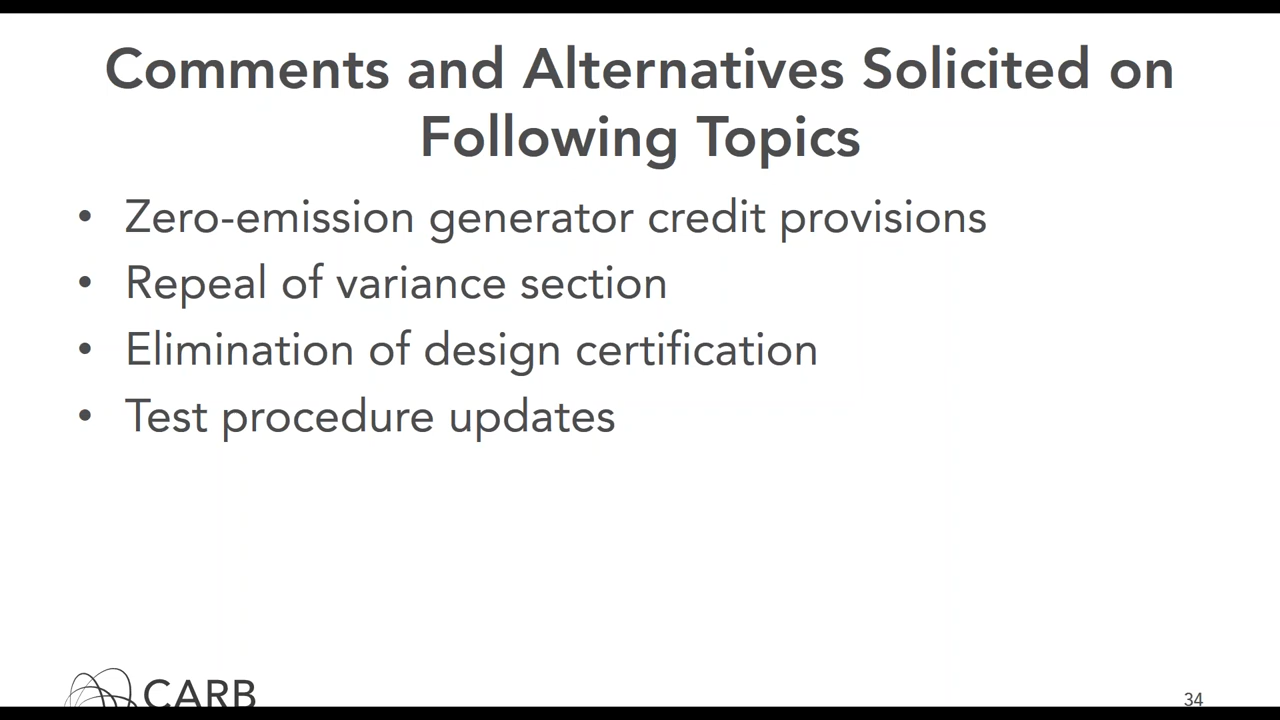 Comments and Alternatives Solicited on
Following Topics
• Zero-emission generator credit provisions
• Repeal of variance section
• Elimination of design certification
• Test procedure updates
CARB
34